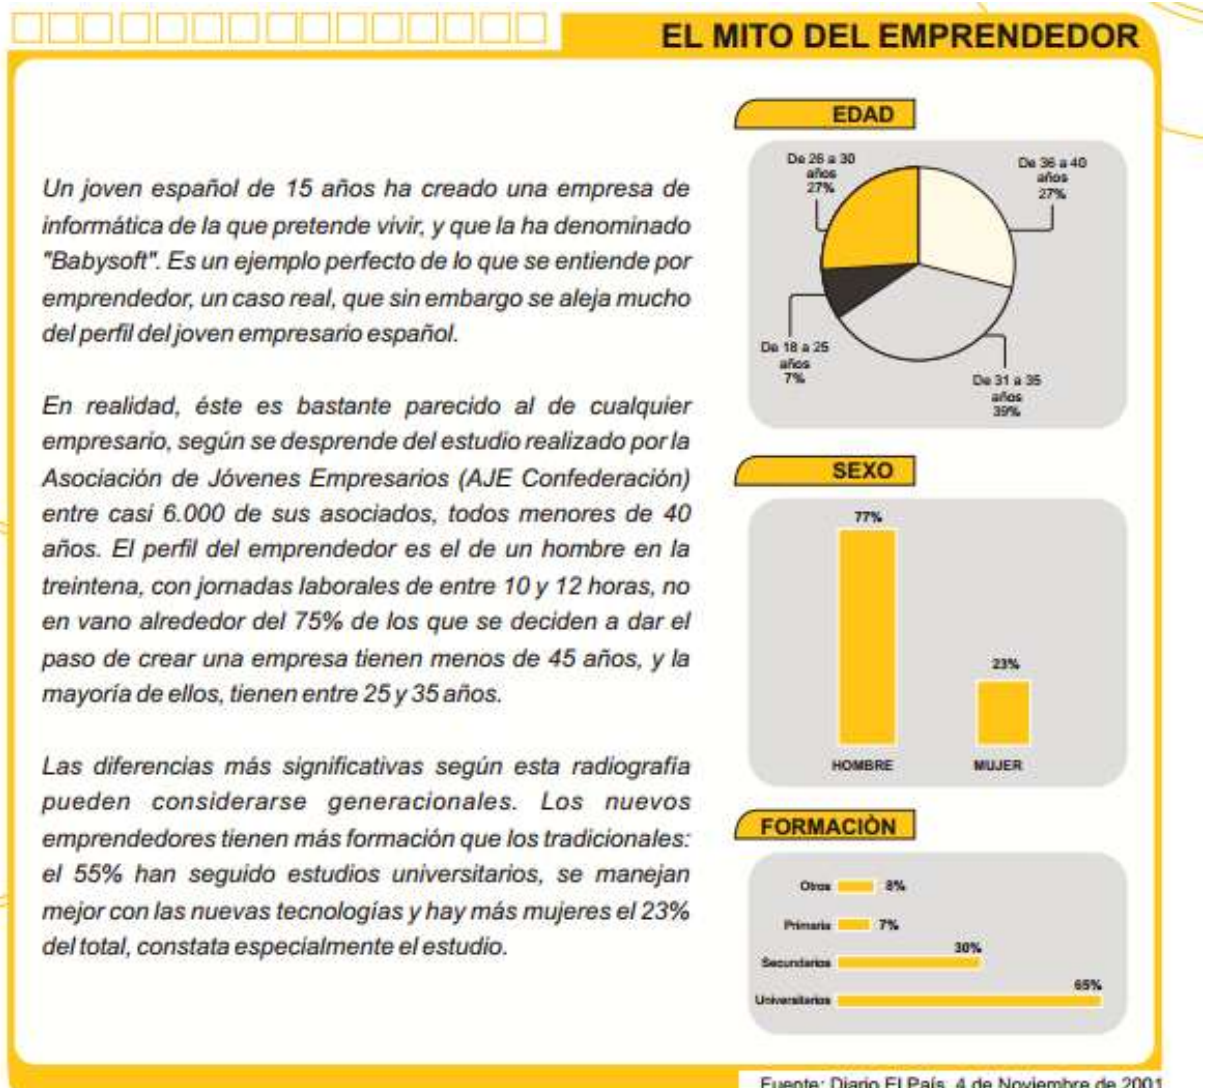 EL MITO DEL EMPRENDEDOR
Un joven español de 15 años ha creado una empresa de
informática de la que pretende vivir, y que la ha denominado
"Babysoft". Es un ejemplo perfecto de lo que se entiende por
emprendedor, un caso real, que sin embargo se aleja mucho
del perfil del joven empresario español.
En realidad, éste es bastante parecido al de cualquier
empresario, según se desprende del estudio realizado por la
Asociación de Jóvenes Empresarios (AJE Confederación)
entre casi 6.000 de sus asociados, todos menores de 40
años. El perfil del emprendedor es el de un hombre en la
treintena, con jornadas laborales de entre 10 y 12 horas, no
en vano alrededor del 75% de los que se deciden a dar el
paso de crear una empresa tienen menos de 45 años, y la
mayoría de ellos, tienen entre 25 y 35 años.
Las diferencias más significativas según esta radiografía
pueden considerarse generacionales. Los nuevos
emprendedores tienen más formación que los tradicionales:
el 55% han seguido estudios universitarios, se manejan
mejor con las nuevas tecnologías y hay más mujeres el 23%
del total, constata especialmente el estudio.
EDAD
De 26 a 30
años
27%
De 36 a 40
años
27%
De 18 a 25
años
7%
De 31 a 35
años
39%
SEXO
77%
23%
HOMBRE
MUJER
FORMACIÒN
Otros 8%
Primaria 7%
Secundarios 30%
Universitarios 65%
Fuente: Diario El País, 4 de Noviembre de 2001